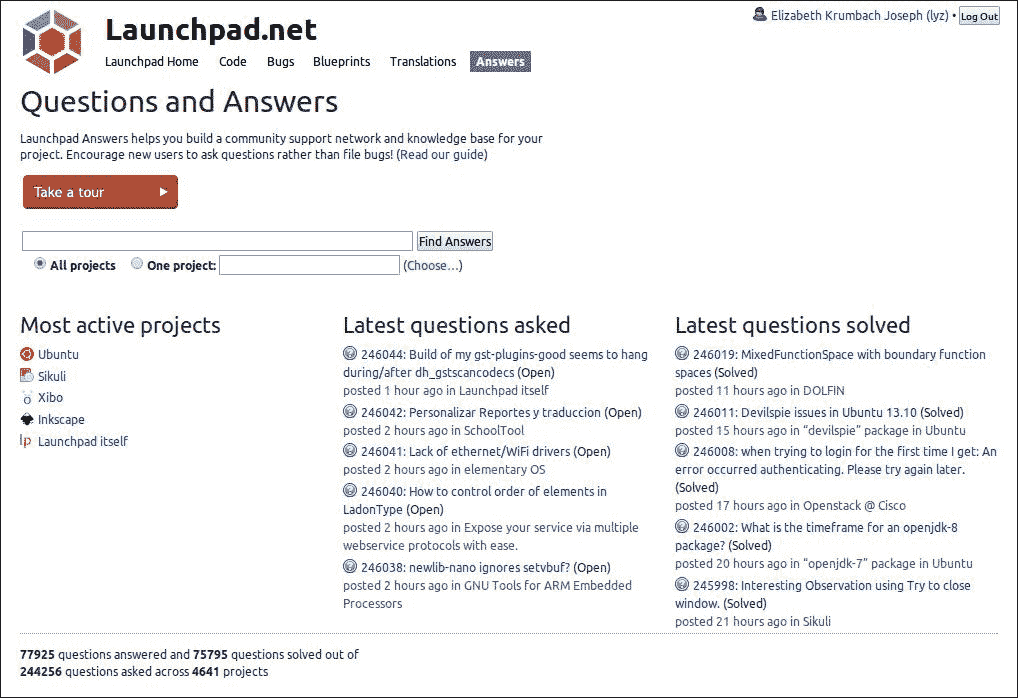 Launchpad.net
Elizabeth Krumbach Joseph (lyz) • Log Out
Launchpad Home Code Bugs Blueprints Translations Answers
Questions and Answers
Launchpad Answers helps you build a community support network and knowledge base for your
project. Encourage new users to ask questions rather than file bugs! (Read our guide)
Take a tour
Find Answers
All projects One project: (Choose...)
Most active projects
Ubuntu
Sikuli
Xibo
Inkscape
Launchpad itself
Latest questions asked
246044: Build of my gst-plugins-good seems to hang
during/after dh_gstscancodecs (Open)
posted 1 hour ago in Launchpad itself
246042: Personalizar Reportes y traduccion (Open)
posted 2 hours ago in SchoolTool
246041: Lack of ethernet/WiFi drivers (Open)
posted 2 hours ago in elementary OS
246040: How to control order of elements in
LadonType (Open)
posted 2 hours ago in Expose your service via multiple
webservice protocols with ease.
246038: newlib-nano ignores setvbuf? (Open)
posted 2 hours ago in GNU Tools for ARM Embedded
Processors
Latest questions solved
246019: MixedFunctionSpace with boundary function
spaces (Solved)
posted 11 hours ago in DOLFIN
246011: Devilspie issues in Ubuntu 13.10 (Solved)
posted 15 hours ago in “devilspie” package in Ubuntu
246008: when trying to login for the first time I get: An
error occurred authenticating. Please try again later.
(Solved)
posted 17 hours ago in Openstack @ Cisco
246002: What is the timeframe for an openjdk-8
package? (Solved)
posted 20 hours ago in “openjdk-7” package in Ubuntu
245998: Interesting Observation using Try to close
window. (Solved)
posted 21 hours ago in Sikuli
77925 questions answered and 75795 questions solved out of
244256 questions asked across 4641 projects